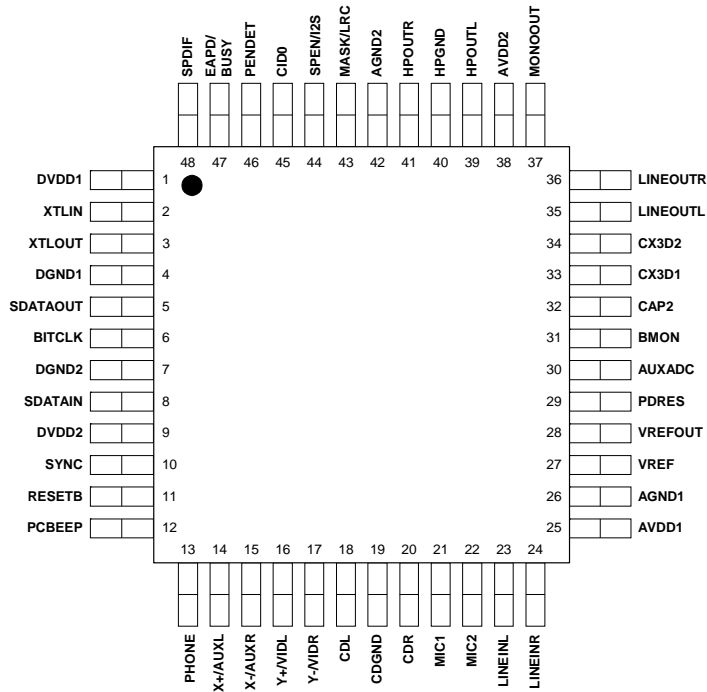 SPDIF
EAPD/
BUSY
PENDET
CID0
SPEN/I2S
MASK/LRC
AGND2
HPOUTR
HPGND
HPOUTL
AVDD2
MONOOUT
48 47 46 45 44 43 42 41 40 39 38 37
DVDD1 1 36 LINEOUTR
XTLIN 2 35 LINEOUTL
XTLOUT 3 34 CX3D2
DGND1 4 33 CX3D1
SDATAOUT 5 32 CAP2
BITCLK 6 31 BMON
DGND2 7 30 AUXADC
SDATAIN 8 29 PDRES
DVDD2 9 28 VREFOUT
SYNC 10 27 VREF
RESETB 11 26 AGND1
PCBEEP 12 25 AVDD1
13 14 15 16 17 18 19 20 21 22 23 24
PHONE
X+/AUXL
X-/AUXR
Y+/VIDL
Y-/VIDR
CDL
CDGND
CDR
MIC1
MIC2
LINEINL
LINEINR